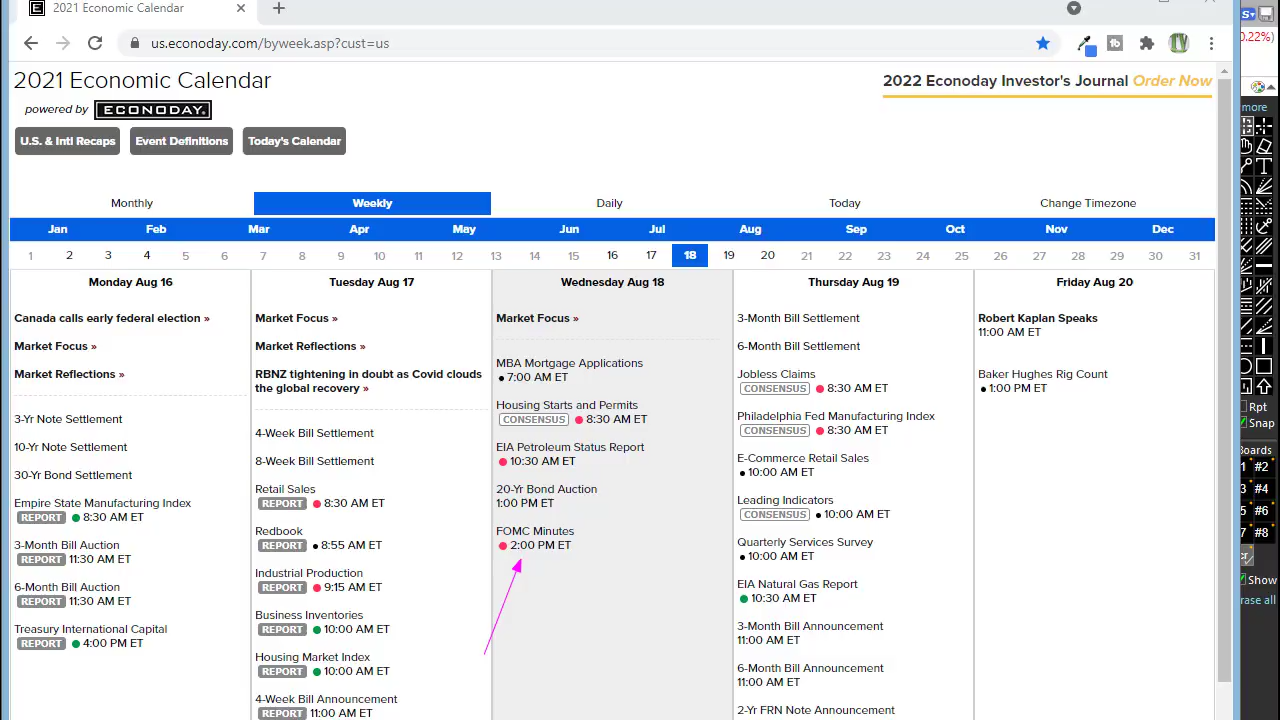 2021 Economic Calendar
us.econoday.com/byweek.asp?cust=us
2021 Economic Calendar
powered by ECONODAY.
2022 Econoday Investor's Journal Order Now
U.S. & Intl Recaps
Event Definitions
Today's Calendar
Monthly
Weekly
Daily
Today
Change Timezone
Jan Feb Mar Apr May Jun Jul Aug Sep Oct Nov Dec
1 2 3 4 5 6 7 8 9 10 11 12 13 14 15 16 17 18 19 20 21 22 23 24 25 26 27 28 29 30 31
Monday Aug 16
Canada calls early federal election »
Market Focus »
Market Reflections »
3-Yr Note Settlement
10-Yr Note Settlement
30-Yr Bond Settlement
Empire State Manufacturing Index
REPORT 8:30 AM ET
3-Month Bill Auction
REPORT 11:30 AM ET
6-Month Bill Auction
REPORT 11:30 AM ET
Treasury International Capital
REPORT 4:00 PM ET
Tuesday Aug 17
Market Focus »
Market Reflections »
RBNZ tightening in doubt as Covid clouds
the global recovery »
4-Week Bill Settlement
8-Week Bill Settlement
Retail Sales
REPORT 8:30 AM ET
Redbook
REPORT 8:55 AM ET
Industrial Production
REPORT 9:15 AM ET
Business Inventories
REPORT 10:00 AM ET
Housing Market Index
REPORT 10:00 AM ET
4-Week Bill Announcement
REPORT 11:00 AM ET
Wednesday Aug 18
Market Focus »
MBA Mortgage Applications
7:00 AM ET
Housing Starts and Permits
CONSENSUS 8:30 AM ET
EIA Petroleum Status Report
10:30 AM ET
20-Yr Bond Auction
1:00 PM ET
FOMC Minutes
2:00 PM ET
Thursday Aug 19
3-Month Bill Settlement
6-Month Bill Settlement
Jobless Claims
CONSENSUS 8:30 AM ET
Philadelphia Fed Manufacturing Index
CONSENSUS 8:30 AM ET
E-Commerce Retail Sales
10:00 AM ET
Leading Indicators
CONSENSUS 10:00 AM ET
Quarterly Services Survey
10:00 AM ET
EIA Natural Gas Report
10:30 AM ET
3-Month Bill Announcement
11:00 AM ET
6-Month Bill Announcement
11:00 AM ET
2-Yr FRN Note Announcement
Friday Aug 20
Robert Kaplan Speaks
11:00 AM ET
Baker Hughes Rig Count
1:00 PM ET
0.22%)
more
Rpt
Snap
Boards
1 #2
3 #4
5 #6
7 #8
Show
rase all